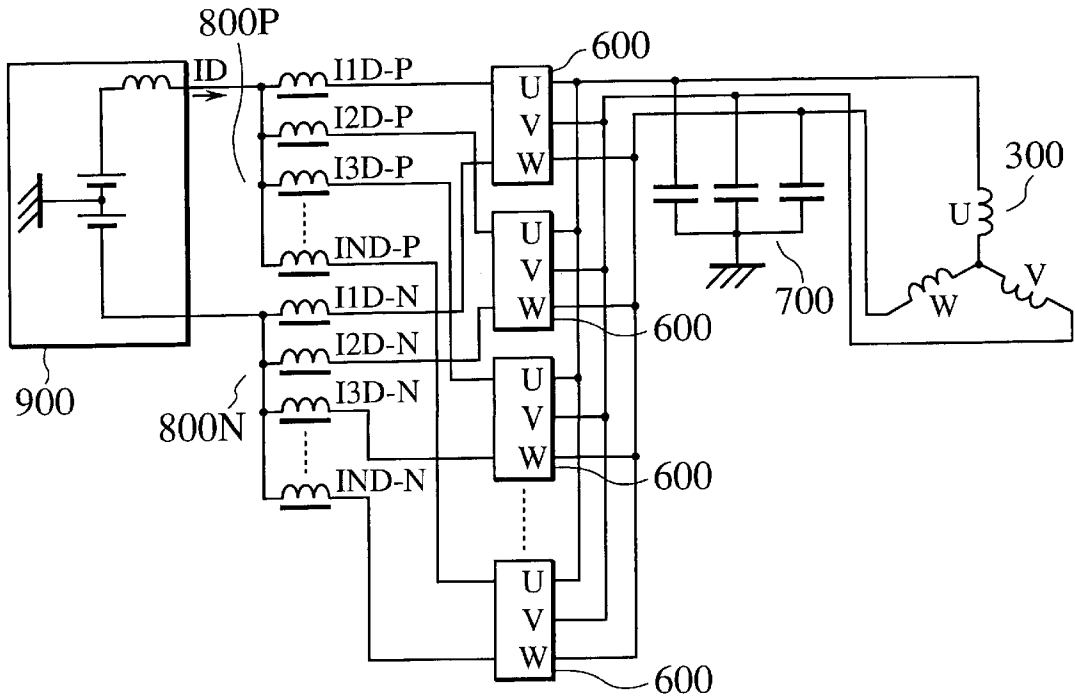 800P
600
ID
I1D-P
U
V
W
I2D-P
I3D-P
300
U
V
W
U
V
W
IND-P
700
I1D-N
600
I2D-N
900
800N
I3D-N
U
V
W
600
IND-N
U
V
W
600